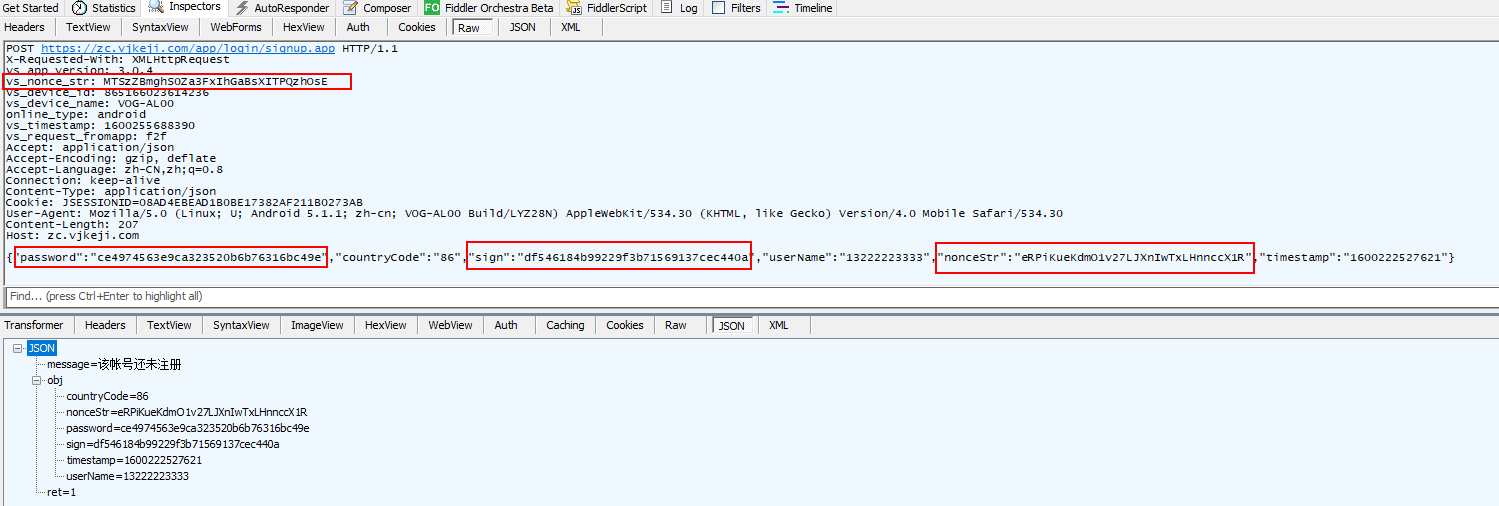 Get Started Statistics Inspectors AutoResponder Composer FO Fiddler Orchestra Beta FiddlerScript Log Filters Timeline
Headers TextView SyntaxView WebForms HexView Auth Cookies Raw JSON XML
POST https://zc.vjkeji.com/app/login/signup.app HTTP/1.1
X-Requested-With: XMLHttpRequest
vs_app_version: 3.0.4
vs_nonce_str: MTSzZBmghS0Za3FxIhGaBsXITPQzhOsE
vs_device_id: 865166023614236
vs_device_name: VOG-AL00
online_type: android
vs_timestamp: 1600255688390
vs_request_fromapp: f2f
Accept: application/json
Accept-Encoding: gzip, deflate
Accept-Language: zh-CN,zh;q=0.8
Connection: keep-alive
Content-Type: application/json
Cookie: JSESSIONID=08AD4EBEAD1B0BE17382AF211B0273AB
User-Agent: Mozilla/5.0 (Linux; U; Android 5.1.1; zh-cn; VOG-AL00 Build/LYZ28N) AppleWebKit/534.30 (KHTML, like Gecko) Version/4.0 Mobile Safari/534.30
Content-Length: 207
Host: zc.vjkeji.com
{"password":"ce4974563e9ca323520b6b76316bc49e","countryCode":"86","sign":"df546184b99229f3b71569137cec440a","userName":"13222223333","nonceStr":"eRPiKueKdmO1v27LJXnIwTxLHnnccX1R","timestamp":"1600222527621"}
Find... (press Ctrl+Enter to highlight all)
Transformer Headers TextView SyntaxView ImageView HexView WebView Auth Caching Cookies Raw JSON XML
JSON
message=该帐号还未注册
obj
countryCode=86
nonceStr=eRPiKueKdmO1v27LJXnIwTxLHnnccX1R
password=ce4974563e9ca323520b6b76316bc49e
sign=df546184b99229f3b71569137cec440a
timestamp=1600222527621
userName=13222223333
ret=1